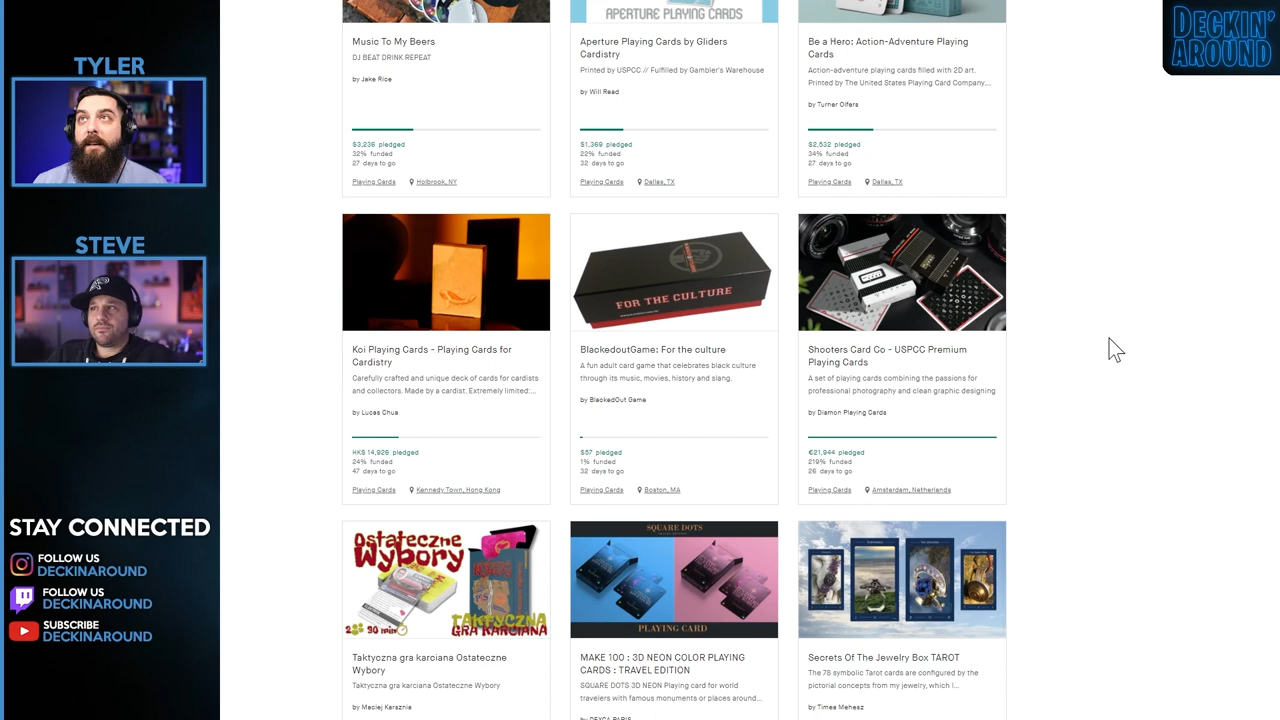 TYLER
STEVE
STAY CONNECTED
FOLLOW US
DECKINAROUND
FOLLOW US
DECKINAROUND
SUBSCRIBE
DECKINAROUND
DECKIN'
AROUND
Music To My Beers
DJ BEAT DRINK REPEAT
by Jake Rice
$3,236 pledged
32% funded
27 days to go
Playing Cards Holbrook, NY
APERTURE PLAYING CARDS
Aperture Playing Cards by Gliders
Cardistry
Printed by USPCC // Fulfilled by Gambler's Warehouse
by Will Read
$1,369 pledged
22% funded
32 days to go
Playing Cards Dallas, TX
Be a Hero: Action-Adventure Playing
Cards
Action-adventure playing cards filled with 2D art.
Printed by The United States Playing Card Company....
by Turner Olfers
$2,532 pledged
34% funded
27 days to go
Playing Cards Dallas, TX
Koi Playing Cards - Playing Cards for
Cardistry
Carefully crafted and unique deck of cards for cardists
and collectors. Made by a cardist. Extremely limited:...
by Lucas Chua
HK$ 14,926 pledged
24% funded
47 days to go
Playing Cards Kennedy Town, Hong Kong
FOR THE CULTURE
BlackedoutGame: For the culture
A fun adult card game that celebrates black culture
through its music, movies, history and slang.
by BlackedOut Game
$57 pledged
1% funded
32 days to go
Playing Cards Boston, MA
Shooters Card Co - USPCC Premium
Playing Cards
A set of playing cards combining the passions for
professional photography and clean graphic designing
by Diamon Playing Cards
€21,944 pledged
219% funded
26 days to go
Playing Cards Amsterdam, Netherlands
Ostateczne
Wybory
2 90 min
TAKTYCZNA
GRA KARCIANA
Taktyczna gra karciana Ostateczne
Wybory
Taktyczna gra karciana Ostateczne Wybory
by Maciej Karaznia
SQUARE DOTS
PLAYING CARD
MAKE 100 : 3D NEON COLOR PLAYING
CARDS : TRAVEL EDITION
SQUARE DOTS 3D NEON Playing card for world
travelers with famous monuments or places around...
by DEXCA PARIS
Secrets Of The Jewelry Box TAROT
The 78 symbolic Tarot cards are configured by the
pictorial concepts from my jewelry, which I...
by Timea Mehesz